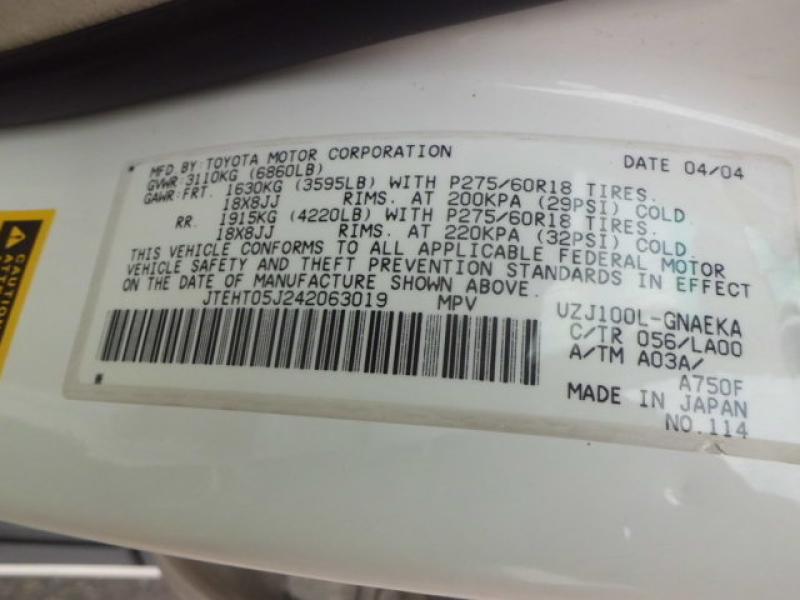 MFD. BY: TOYOTA MOTOR CORPORATION DATE 04/04
GVWR 3110KG (6860LB)
GAWR: FRT. 1630KG (3595LB) WITH P275/60R18 TIRES.
18X8JJ RIMS. AT 200KPA (29PSI) COLD.
RR. 1915KG (4220LB) WITH P275/60R18 TIRES.
18X8JJ RIMS. AT 220KPA (32PSI) COLD.
THIS VEHICLE CONFORMS TO ALL APPLICABLE FEDERAL MOTOR
VEHICLE SAFETY AND THEFT PREVENTION STANDARDS IN EFFECT
ON THE DATE OF MANUFACTURE SHOWN ABOVE.
JTEHT05J242063019 MPV UZJ100L-GNAEKA
C/TR 056/LA00
A/TM A03A/
A750F
MADE IN JAPAN
NO.114
CAUTION